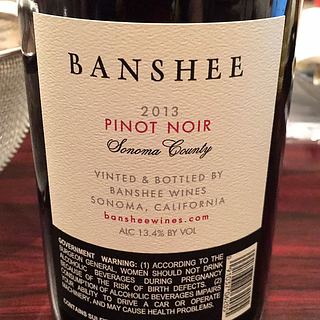 BANSHEE
2013
PINOT NOIR
Sonoma County
VINTED & BOTTLED BY
BANSHEE WINES
SONOMA, CALIFORNIA
bansheewines.com
ALC 13.4% BY VOL
GOVERNMENT WARNING: (1) ACCORDING TO THE
SURGEON GENERAL, WOMEN SHOULD NOT DRINK
ALCOHOLIC BEVERAGES DURING PREGNANCY
BECAUSE OF THE RISK OF BIRTH DEFECTS. (2)
CONSUMPTION OF ALCOHOLIC BEVERAGES IMPAIRS
YOUR ABILITY TO DRIVE A CAR OR OPERATE
MACHINERY, AND MAY CAUSE HEALTH PROBLEMS.
CONTAINS